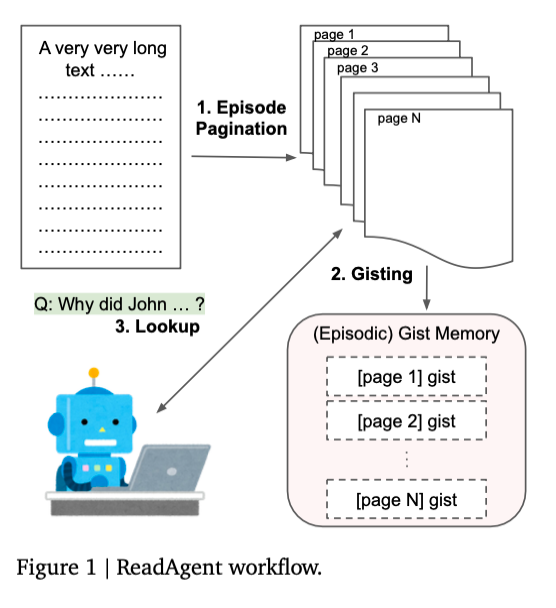 A very very long
text ……
page 1
page 2
page 3
page N
1. Episode
Pagination
2. Gisting
Q: Why did John … ?
3. Lookup
(Episodic) Gist Memory
[page 1] gist
[page 2] gist
⋮
[page N] gist
Figure 1 | ReadAgent workflow.